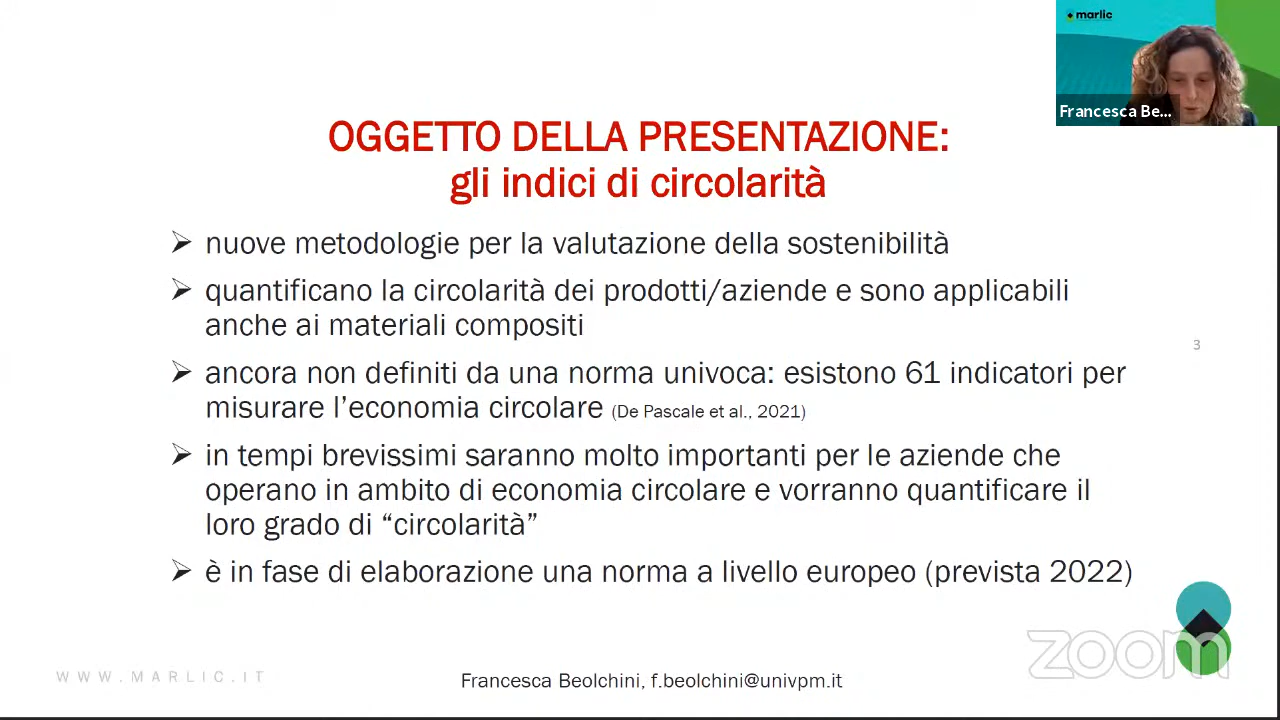 marlic
Francesca Be...
OGGETTO DELLA PRESENTAZIONE:
gli indici di circolarità
➢ nuove metodologie per la valutazione della sostenibilità
➢ quantificano la circolarità dei prodotti/aziende e sono applicabili
anche ai materiali compositi
3
➢ ancora non definiti da una norma univoca: esistono 61 indicatori per
misurare l’economia circolare (De Pascale et al., 2021)
➢ in tempi brevissimi saranno molto importanti per le aziende che
operano in ambito di economia circolare e vorranno quantificare il
loro grado di “circolarità”
➢ è in fase di elaborazione una norma a livello europeo (prevista 2022)
zoom
WWW.MARLIC.IT
Francesca Beolchini, f.beolchini@univpm.it